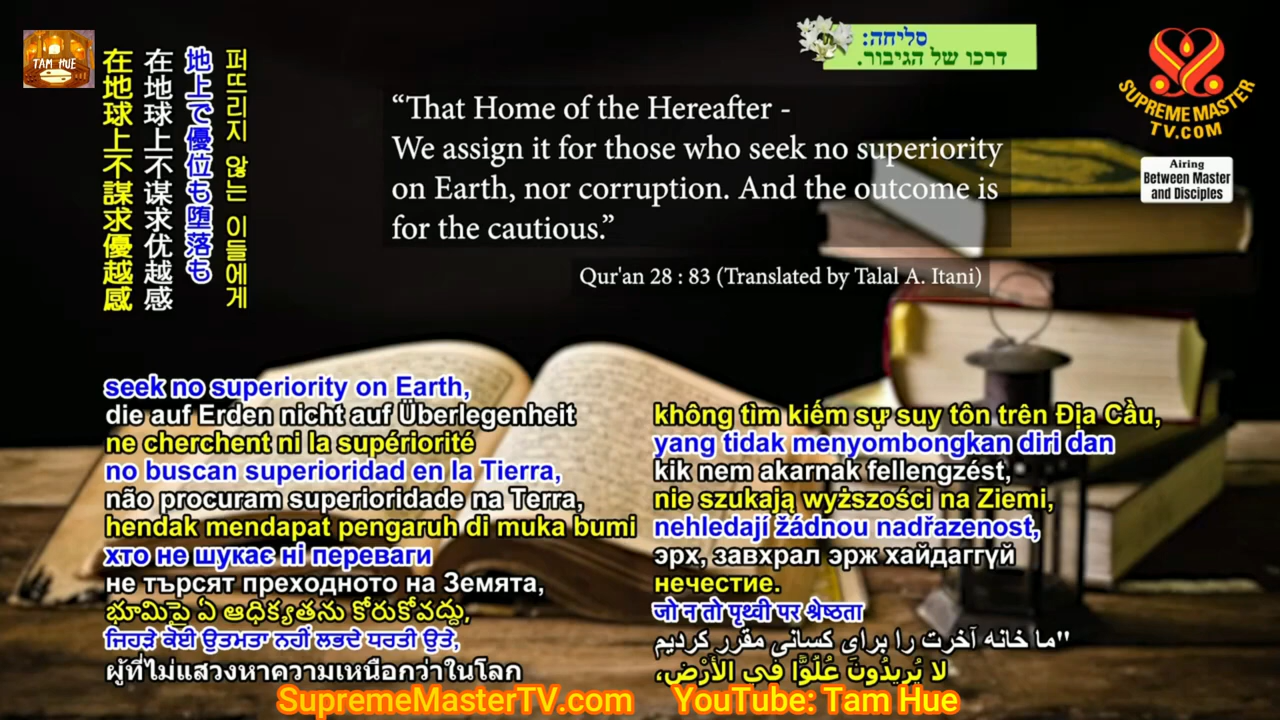 TAM HUE
在地球上不謀求優越感
在地球上不谋求优越感
地上で優位も堕落も
퍼뜨리지 않는 이들에게
סליחה:
דרכו של הגיבור.
SUPREME MASTER
TV.COM
Airing
Between Master
and Disciples
“That Home of the Hereafter -
We assign it for those who seek no superiority
on Earth, nor corruption. And the outcome is
for the cautious.”
Qur'an 28 : 83 (Translated by Talal A. Itani)
seek no superiority on Earth,
die auf Erden nicht auf Überlegenheit
ne cherchent ni la supériorité
no buscan superioridad en la Tierra,
não procuram superioridade na Terra,
hendak mendapat pengaruh di muka bumi
хто не шукає ні переваги
не търсят преходното на Земята,
భూమిపై ఏ ఆధిక్యతను కోరుకోవద్దు,
ਜਿਹੜੇ ਕੋਈ ਉਤਮਤਾ ਨਹੀਂ ਲਭਦੇ ਧਰਤੀ ਉਤੇ,
ผู้ที่ไม่แสวงหาความเหนือกว่าในโลก
không tìm kiếm sự suy tôn trên Địa Cầu,
yang tidak menyombongkan diri dan
kik nem akarnak fellengzést,
nie szukają wyższości na Ziemi,
nehledají žádnou nadřazenost,
эрх, завхрал эрж хайдаггүй
нечестие.
जो न तो पृथ्वी पर श्रेष्ठता
"ما خانه آخرت را برای کسانی مقرر کردیم
لا يُرِيدُونَ عُلُوًّا فِي الأَرْضِ،
SupremeMasterTV.com YouTube: Tam Hue